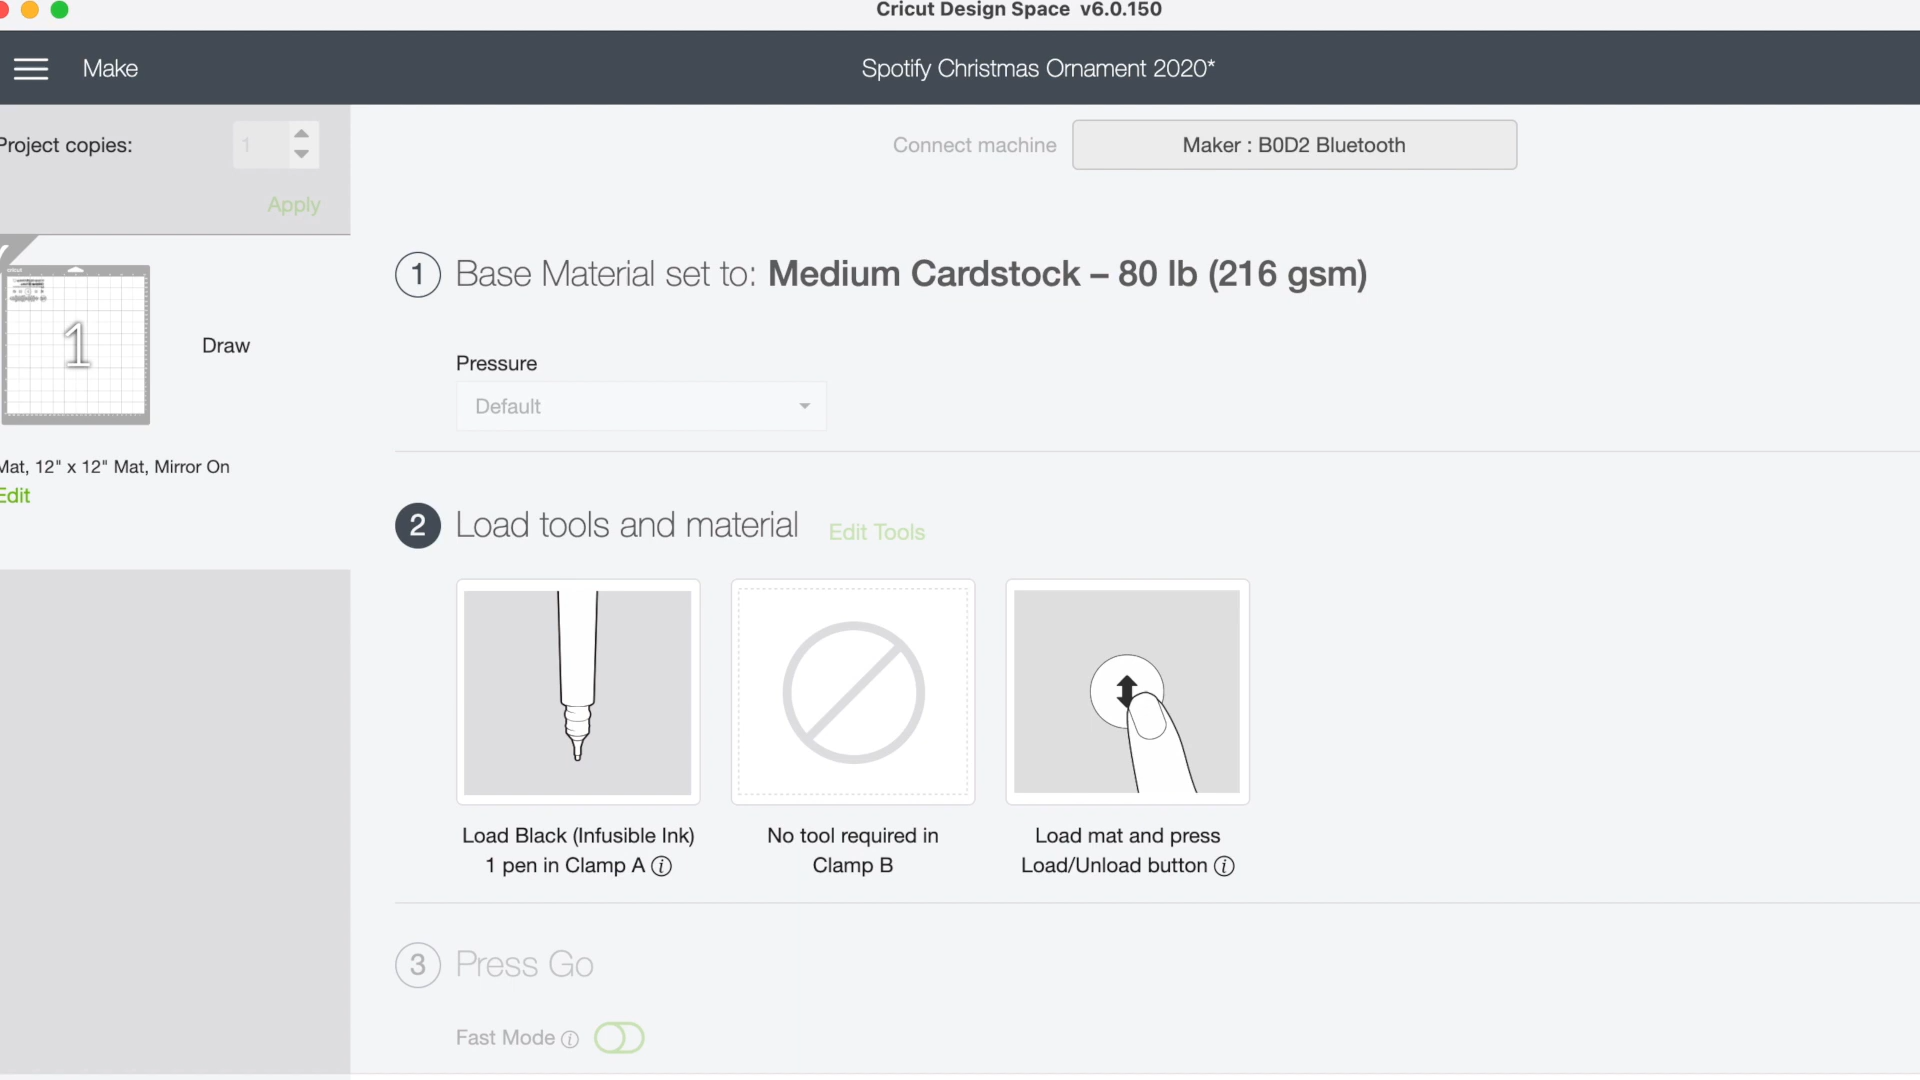 Cricut Design Space v6.0.150
Make
Spotify Christmas Ornament 2020*
Project copies:
1
Apply
Connect machine
Maker : B0D2 Bluetooth
1
Draw
Mat, 12" x 12" Mat, Mirror On
Edit
1 Base Material set to: Medium Cardstock – 80 lb (216 gsm)
Pressure
Default
2 Load tools and material
Edit Tools
Load Black (Infusible Ink)
1 pen in Clamp A
No tool required in
Clamp B
Load mat and press
Load/Unload button
3 Press Go
Fast Mode